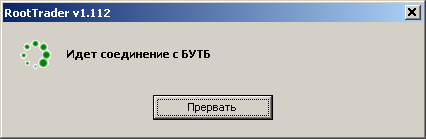 RootTrader v1.112
Идет соединение с БУТБ
Прервать